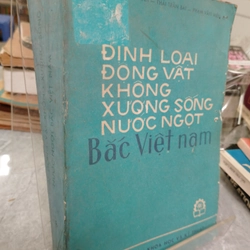 ĐỊNH LOẠI
ĐỘNG VẬT
KHÔNG
XƯƠNG SỐNG
NƯỚC NGỌT
Bắc Việt nam